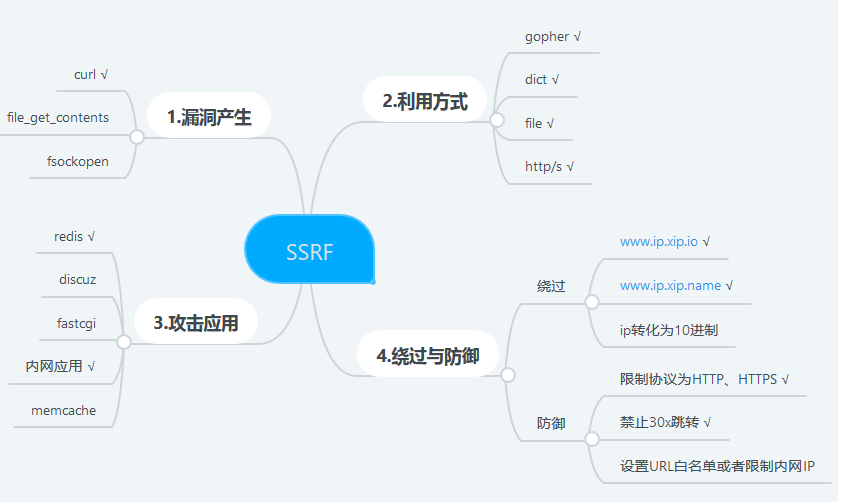 SSRF
1.漏洞产生
curl √
file_get_contents
fsockopen
2.利用方式
gopher √
dict √
file √
http/s √
3.攻击应用
redis √
discuz
fastcgi
内网应用 √
memcache
4.绕过与防御
绕过
www.ip.xip.io √
www.ip.xip.name √
ip转化为10进制
防御
限制协议为HTTP、HTTPS √
禁止30x跳转 √
设置URL白名单或者限制内网IP